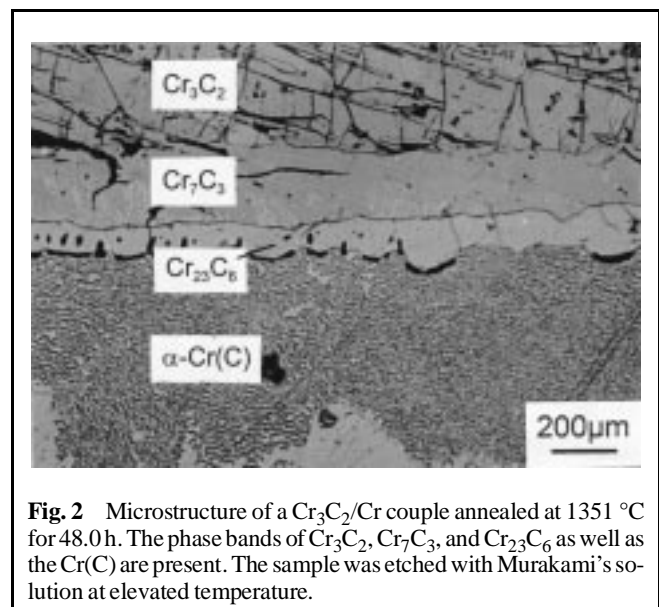 Cr₃C₂
Cr₇C₃
Cr₂₃C₆
α-Cr(C)
200μm
Fig. 2 Microstructure of a Cr₃C₂/Cr couple annealed at 1351 °C
for 48.0 h. The phase bands of Cr₃C₂, Cr₇C₃, and Cr₂₃C₆ as well as
the Cr(C) are present. The sample was etched with Murakami's so-
lution at elevated temperature.